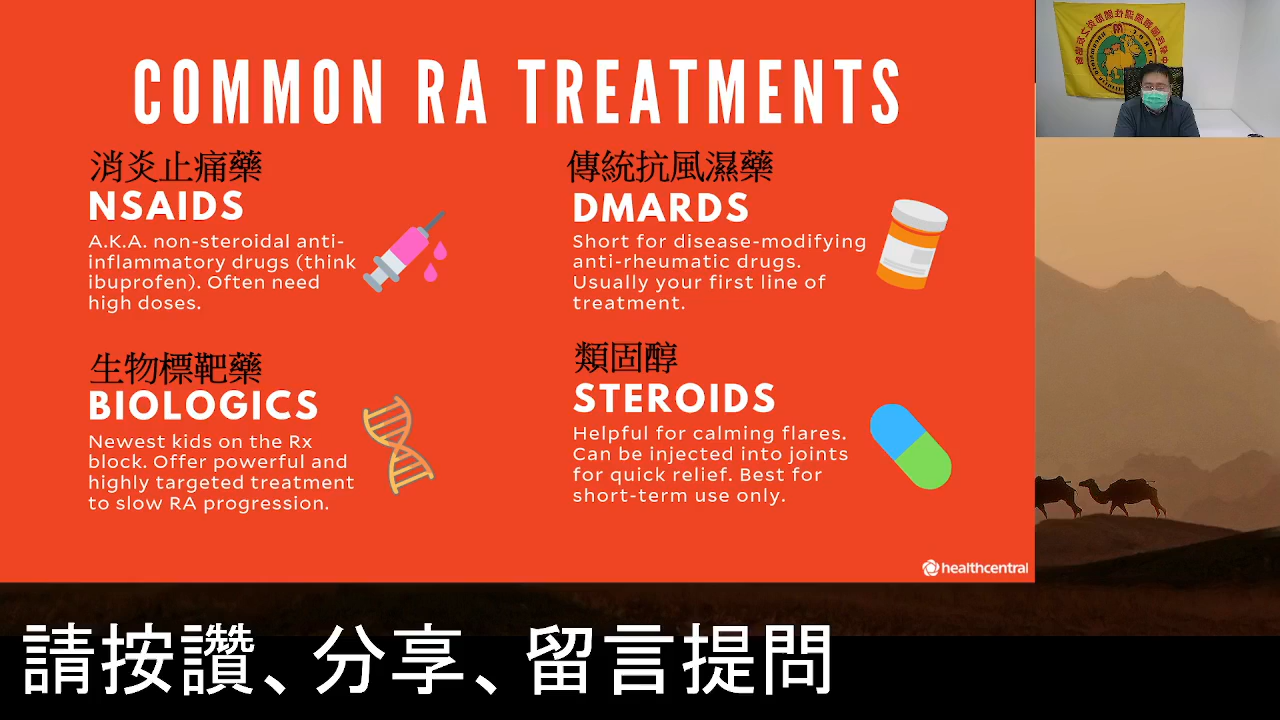 COMMON RA TREATMENTS
消炎止痛藥
NSAIDS
A.K.A. non-steroidal anti-
inflammatory drugs (think
ibuprofen). Often need
high doses.
傳統抗風濕藥
DMARDS
Short for disease-modifying
anti-rheumatic drugs.
Usually your first line of
treatment.
生物標靶藥
BIOLOGICS
Newest kids on the Rx
block. Offer powerful and
highly targeted treatment
to slow RA progression.
類固醇
STEROIDS
Helpful for calming flares.
Can be injected into joints
for quick relief. Best for
short-term use only.
healthcentral
請按讚、分享、留言提問